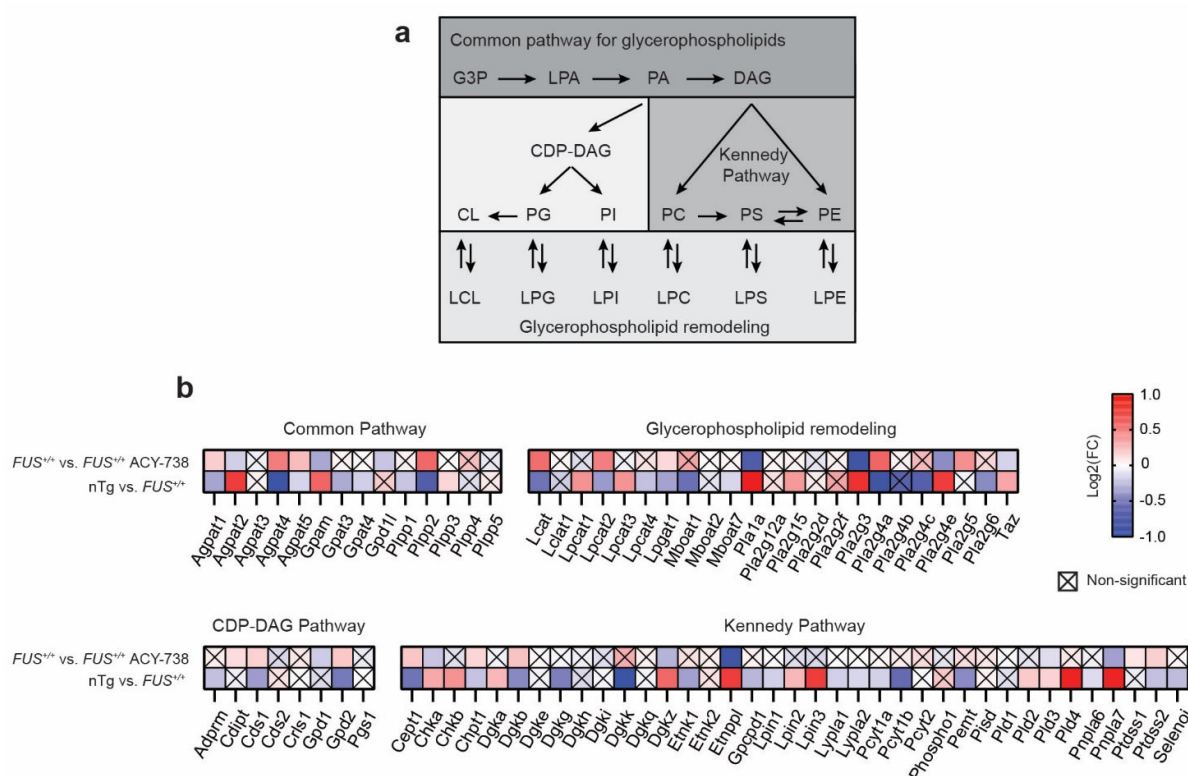 a
Common pathway for glycerophospholipids
G3P LPA PA DAG
CDP-DAG
Kennedy
Pathway
CL PG PI PC PS PE
LCL LPG LPI LPC LPS LPE
Glycerophospholipid remodeling
b
Common Pathway
FUS+/+ vs. FUS+/+ ACY-738
nTg vs. FUS+/+
Agpat1 Agpat2 Agpat3 Agpat4 Agpat5 Gpam Gpat3 Gpat4 Gpd1l Plpp1 Plpp2 Plpp3 Plpp4 Plpp5
Glycerophospholipid remodeling
Lcat Lclat1 Lpcat1 Lpcat2 Lpcat3 Lpcat4 Lpgat1 Mboat1 Mboat2 Mboat7 Pla1a Pla2g12a Pla2g15 Pla2g2d Pla2g2f Pla2g3 Pla2g4a Pla2g4b Pla2g4c Pla2g4e Pla2g5 Pla2g6 Taz
1.0
0.5
0
-0.5
-1.0
Log2(FC)
Non-significant
CDP-DAG Pathway
FUS+/+ vs. FUS+/+ ACY-738
nTg vs. FUS+/+
Adprm Cdipt Cds1 Cds2 Crls1 Gpd1 Gpd2 Pgs1
Kennedy Pathway
Cept1 Chka Chkb Chpt1 Dgka Dgkb Dgke Dgkg Dgkh Dgki Dgkk Dgkq Dgkz Etnk1 Etnk2 Etnppl Gpcpd1 Lpin1 Lpin2 Lpin3 Lypla1 Lypla2 Pcyt1a Pcyt1b Pcyt2 Phospho1 Pemt Pisd Pld1 Pld2 Pld3 Pld4 Pnpla6 Pnpla7 Ptdss1 Ptdss2 Selenoi